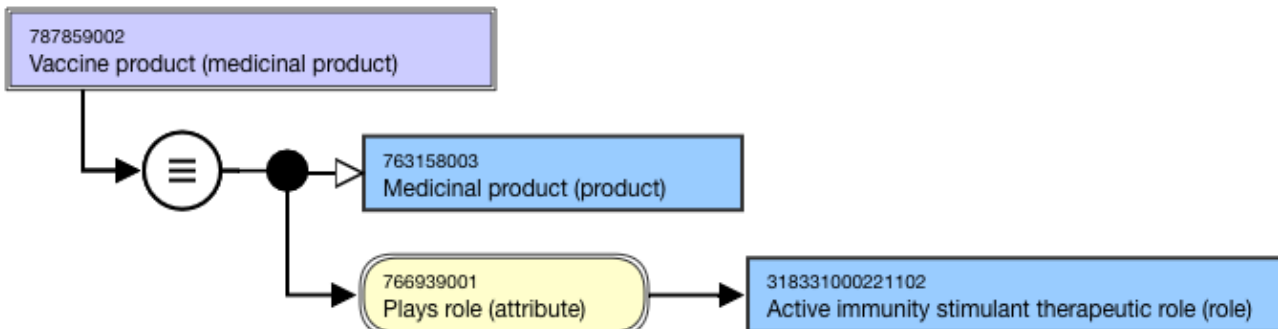 787859002
Vaccine product (medicinal product)
763158003
Medicinal product (product)
766939001
Plays role (attribute)
318331000221102
Active immunity stimulant therapeutic role (role)